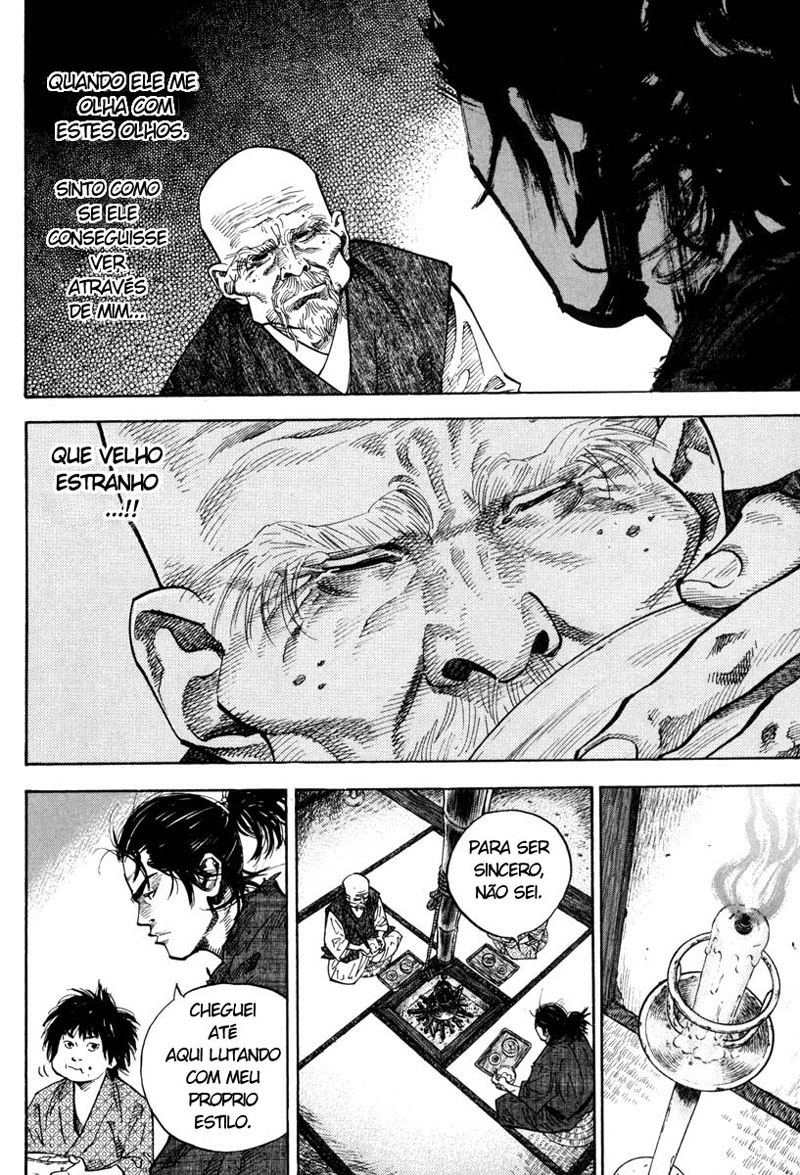 QUANDO ELE ME
OLHA COM
ESTES OLHOS.
SINTO COMO
SE ELE
CONSEGUISSE
VER
ATRAVÉS
DE MIM...
QUE VELHO
ESTRANHO
...!!
PARA SER
SINCERO,
NÃO SEI.
CHEGUEI
ATÉ
AQUI LUTANDO
COM MEU
PROPRIO
ESTILO.